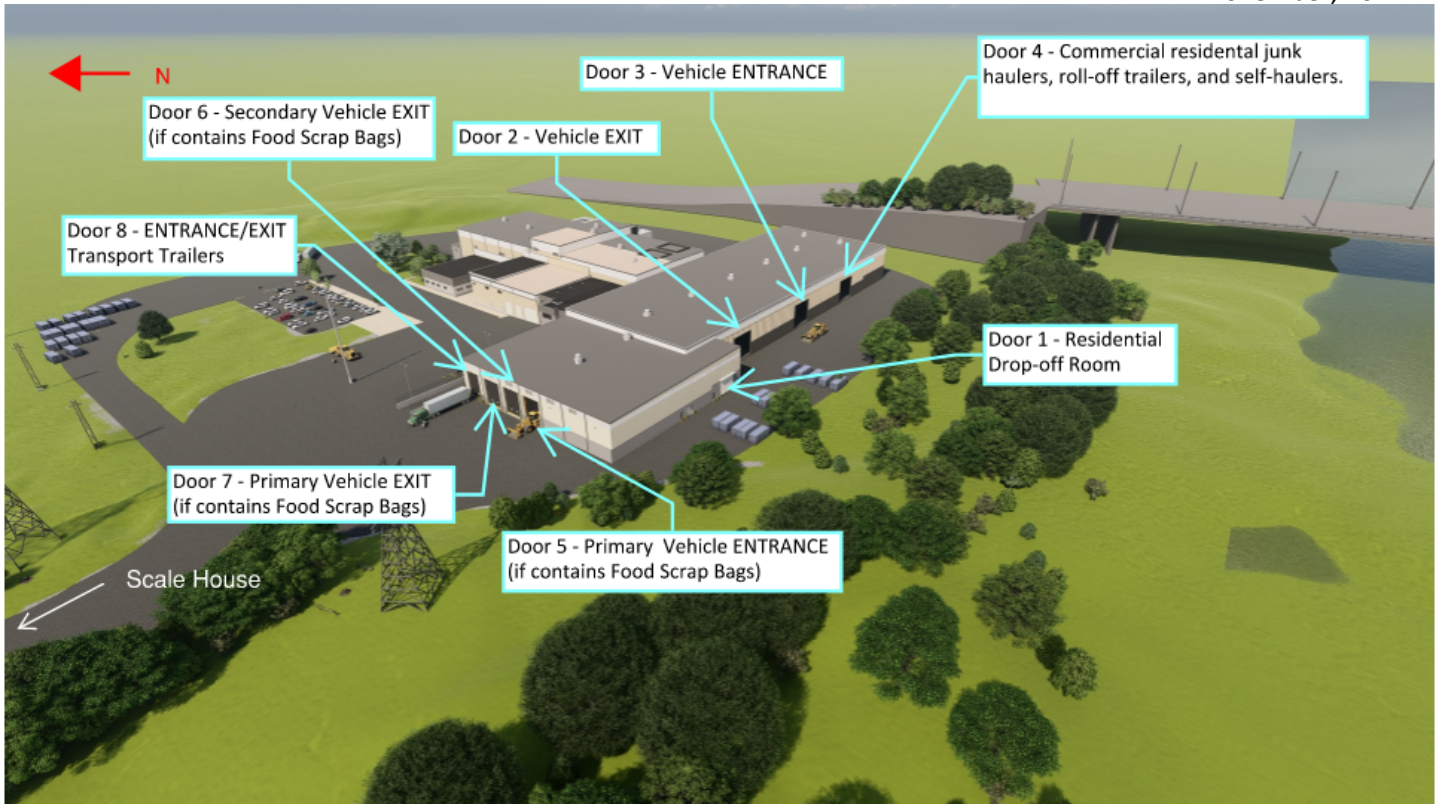 N
Door 3 - Vehicle ENTRANCE
Door 4 - Commercial residental junk
haulers, roll-off trailers, and self-haulers.
Door 6 - Secondary Vehicle EXIT
(if contains Food Scrap Bags)
Door 2 - Vehicle EXIT
Door 8 - ENTRANCE/EXIT
Transport Trailers
Door 1 - Residential
Drop-off Room
Door 7 - Primary Vehicle EXIT
(if contains Food Scrap Bags)
Door 5 - Primary  Vehicle ENTRANCE
(if contains Food Scrap Bags)
Scale House